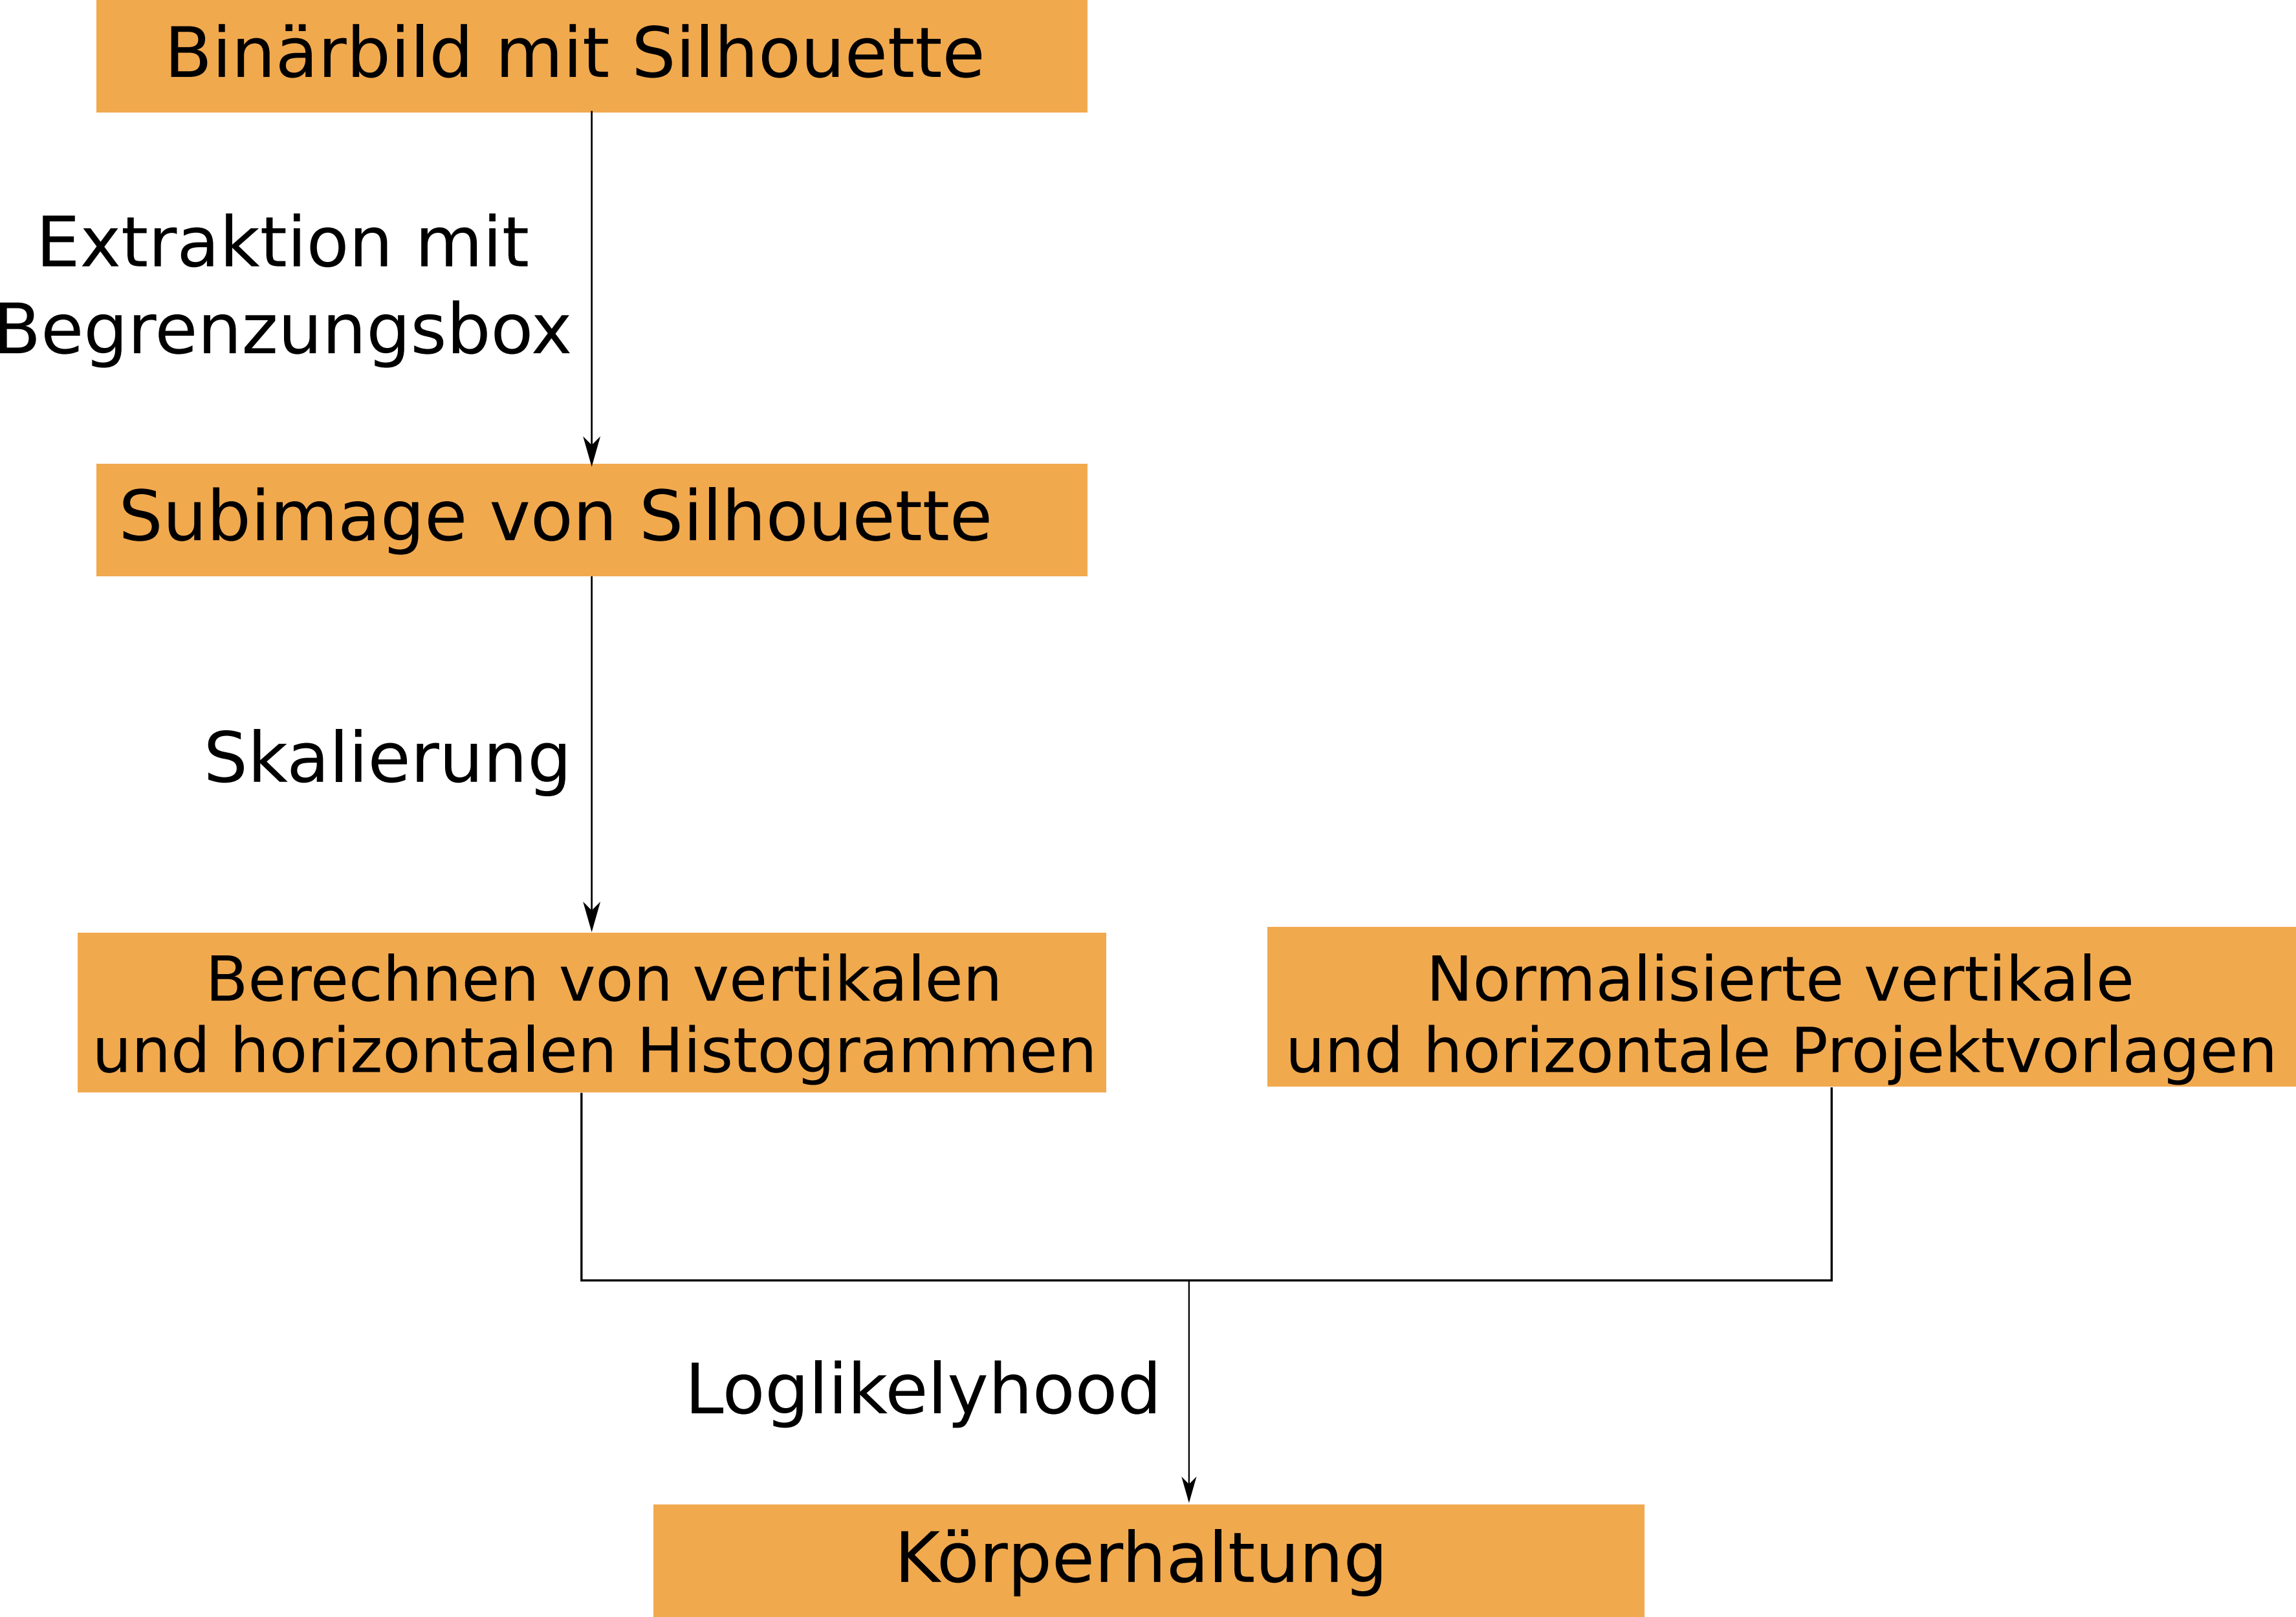 Binärbild mit Silhouette
Extraktion mit
Begrenzungsbox
Subimage von Silhouette
Skalierung
Berechnen von vertikalen
und horizontalen Histogrammen
Normalisierte vertikale
und horizontale Projektvorlagen
Loglikelyhood
Körperhaltung